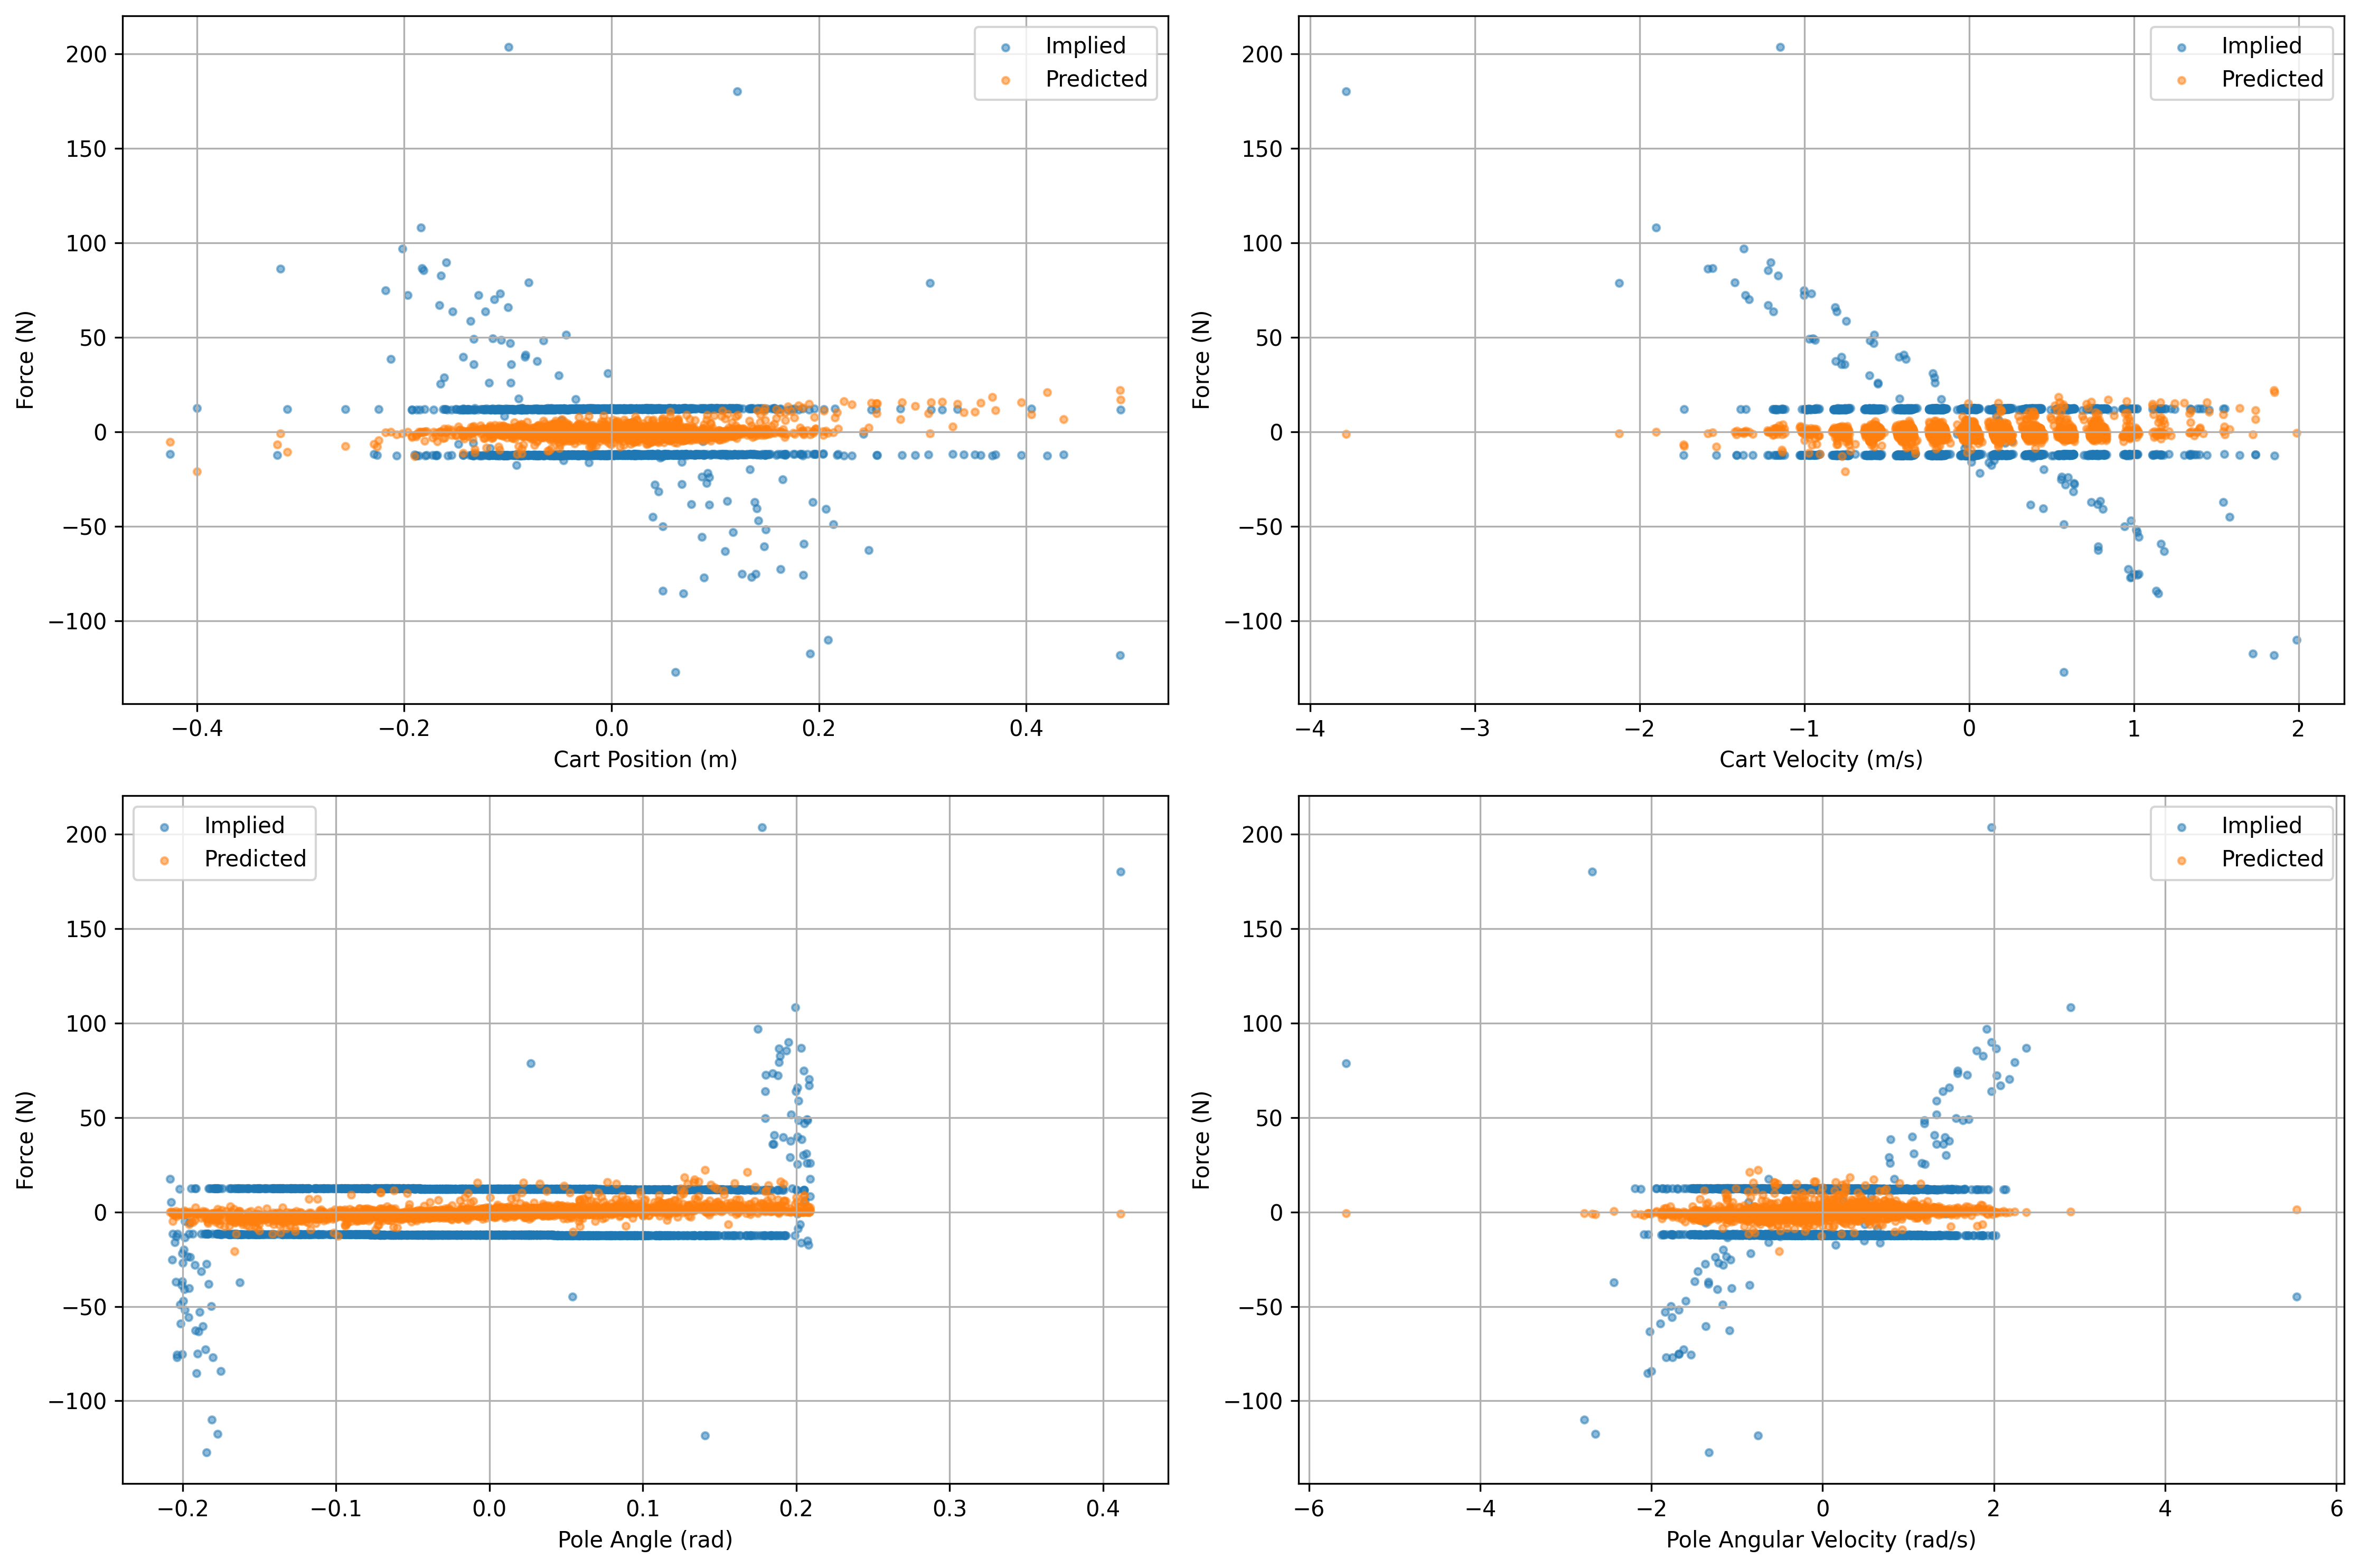 200
150
100
50
0
−50
−100
Force (N)
−0.4 −0.2 0.0 0.2 0.4
Cart Position (m)
Implied
Predicted
200
150
100
50
0
−50
−100
Force (N)
−4 −3 −2 −1 0 1 2
Cart Velocity (m/s)
Implied
Predicted
200
150
100
50
0
−50
−100
Force (N)
−0.2 −0.1 0.0 0.1 0.2 0.3 0.4
Pole Angle (rad)
Implied
Predicted
200
150
100
50
0
−50
−100
Force (N)
−6 −4 −2 0 2 4 6
Pole Angular Velocity (rad/s)
Implied
Predicted